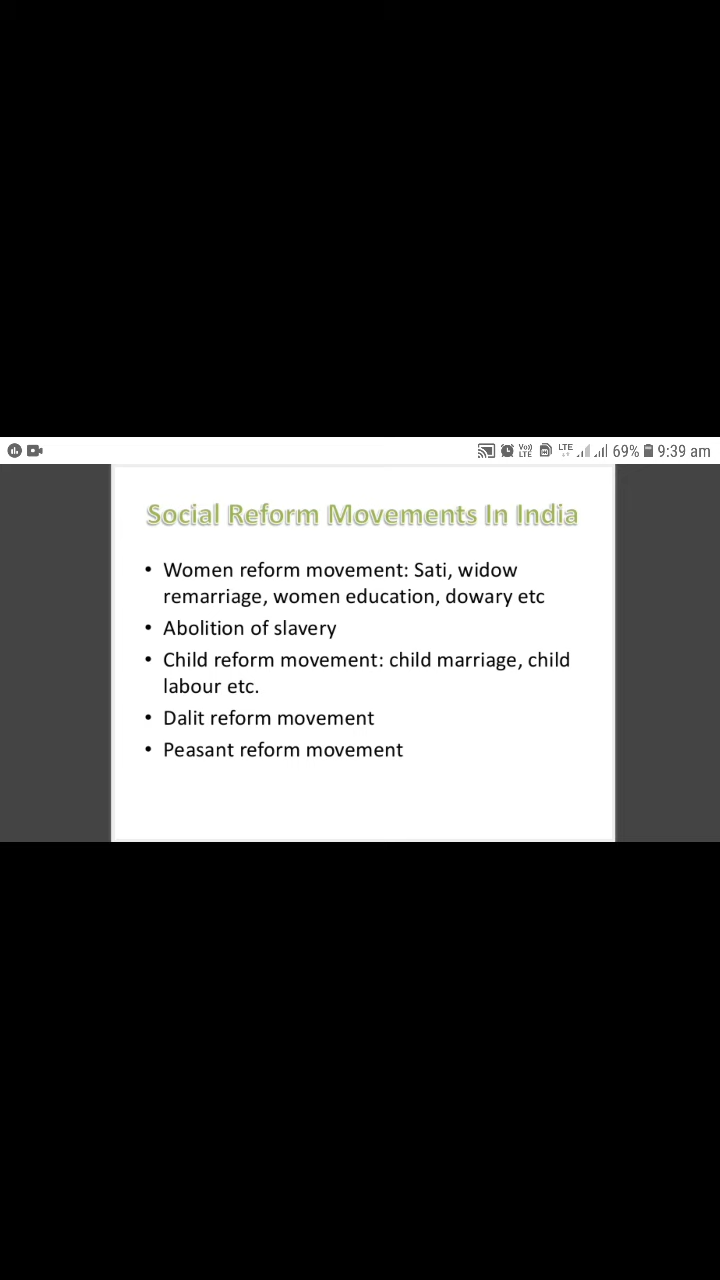 69% 9:39 am
Social Reform Movements In India
• Women reform movement: Sati, widow
remarriage, women education, dowary etc
• Abolition of slavery
• Child reform movement: child marriage, child
labour etc.
• Dalit reform movement
• Peasant reform movement